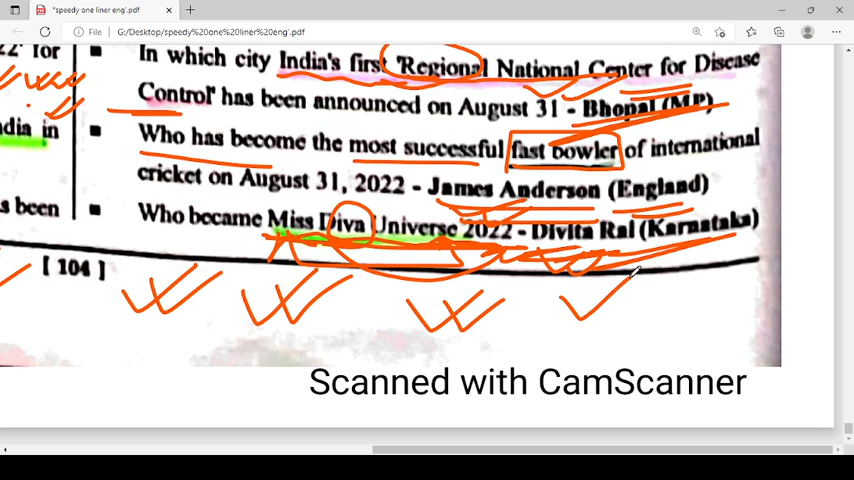 "speedy one liner eng'.pdf
File
G:/Desktop/speedy%20one%20liner%20eng'.pdf
for
In which city India's first 'Regional National Center for Disease
Control' has been announced on August 31 - Bhopal (MP)
dia in
Who has become the most successful fast bowler of international
cricket on August 31, 2022 - James Anderson (England)
s been
Who became Miss Diva Universe 2022 - Divita Rai (Karnataka)
[ 104 ]
Scanned with CamScanner